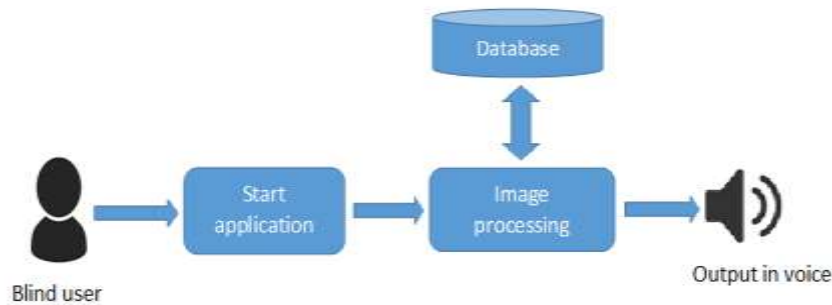 Database
Start
application
Image
processing
Blind user
Output in voice